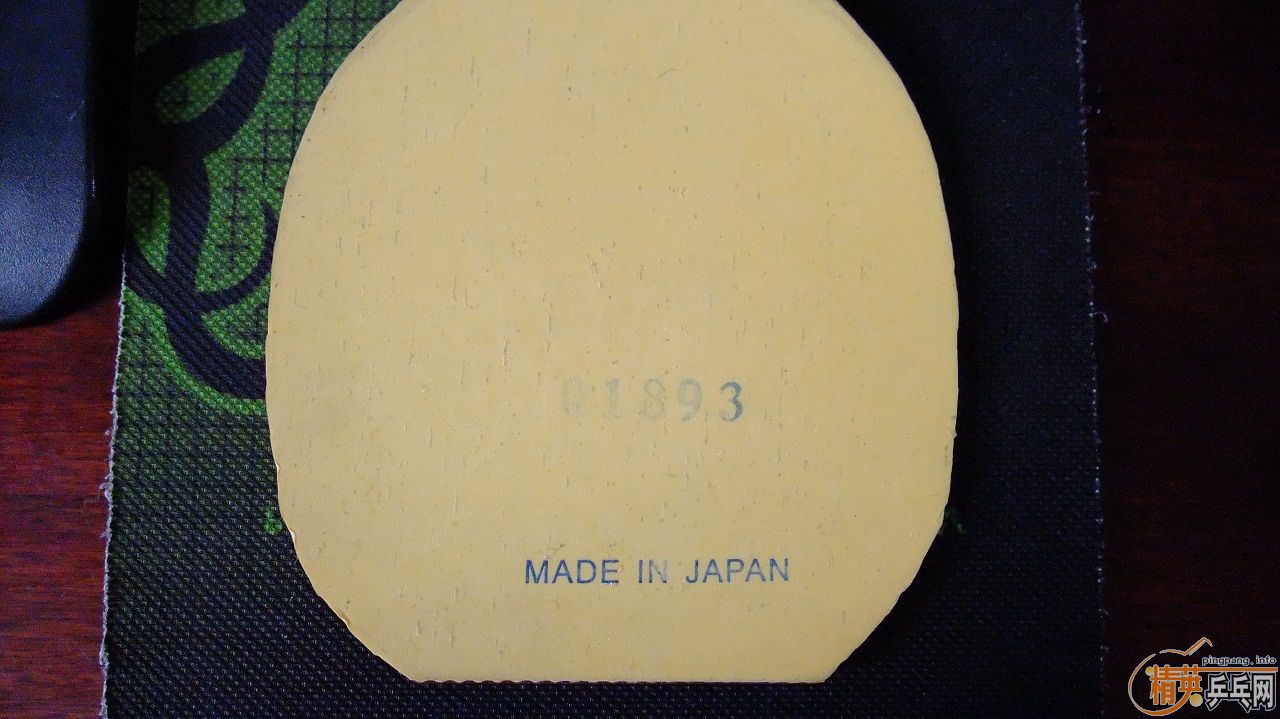 01893
MADE IN JAPAN
pingpang.info
精英乒乓网